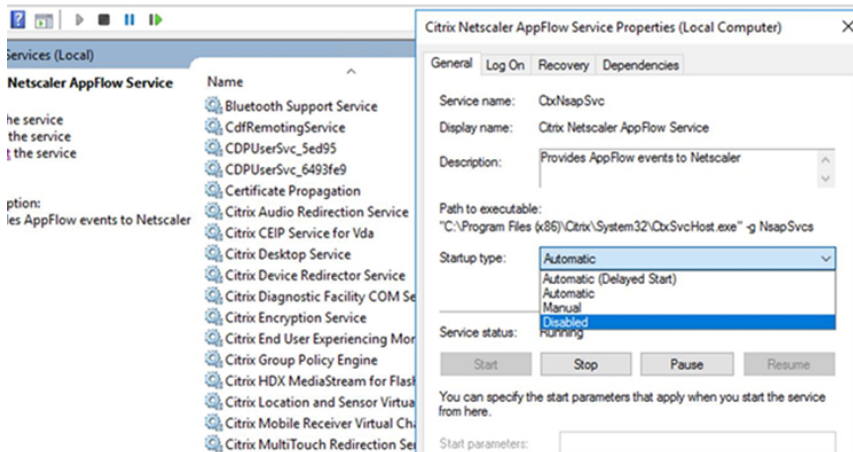 Services (Local)
Netscaler AppFlow Service
the service
the service
the service
ption:
les AppFlow events to Netscaler
Name
Bluetooth Support Service
CdfRemotingService
CDPUserSvc_5ed95
CDPUserSvc_6493fe9
Certificate Propagation
Citrix Audio Redirection Service
Citrix CEIP Service for Vda
Citrix Desktop Service
Citrix Device Redirector Service
Citrix Diagnostic Facility COM Se
Citrix Encryption Service
Citrix End User Experiencing Mor
Citrix Group Policy Engine
Citrix HDX MediaStream for Flash
Citrix Location and Sensor Virtua
Citrix Mobile Receiver Virtual Cha
Citrix MultiTouch Redirection Ser
Citrix Netscaler AppFlow Service Properties (Local Computer)
General Log On Recovery Dependencies
Service name: CtxNsapSvc
Display name: Citrix Netscaler AppFlow Service
Description: Provides AppFlow events to Netscaler
Path to executable:
"C:\Program Files (x86)\Citrix\System32\CtxSvcHost.exe" -g NsapSvcs
Startup type: Automatic
Automatic (Delayed Start)
Automatic
Manual
Disabled
Service status: Running
Start Stop Pause Resume
You can specify the start parameters that apply when you start the service
from here.
Start parameters: